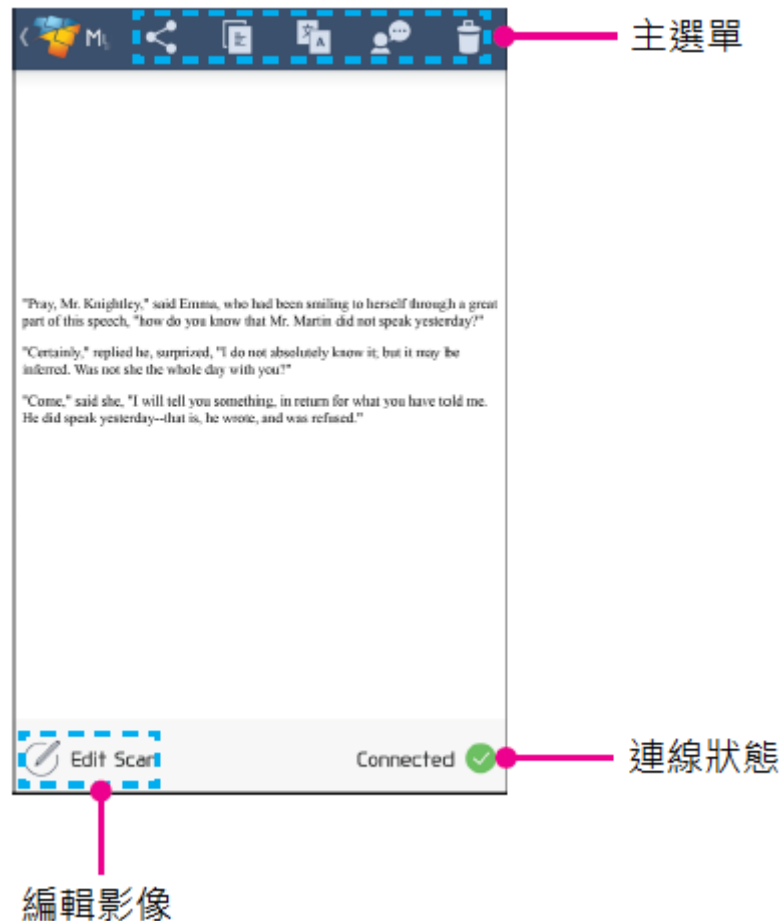 主選單
"Pray, Mr. Knightley," said Emma, who had been smiling to herself through a great
part of this speech, "how do you know that Mr. Martin did not speak yesterday?"
"Certainly," replied he, surprized, "I do not absolutely know it; but it may be
inferred. Was not she the whole day with you?"
"Come," said she, "I will tell you something, in return for what you have told me.
He did speak yesterday--that is, he wrote, and was refused."
Edit Scan
Connected
連線狀態
編輯影像